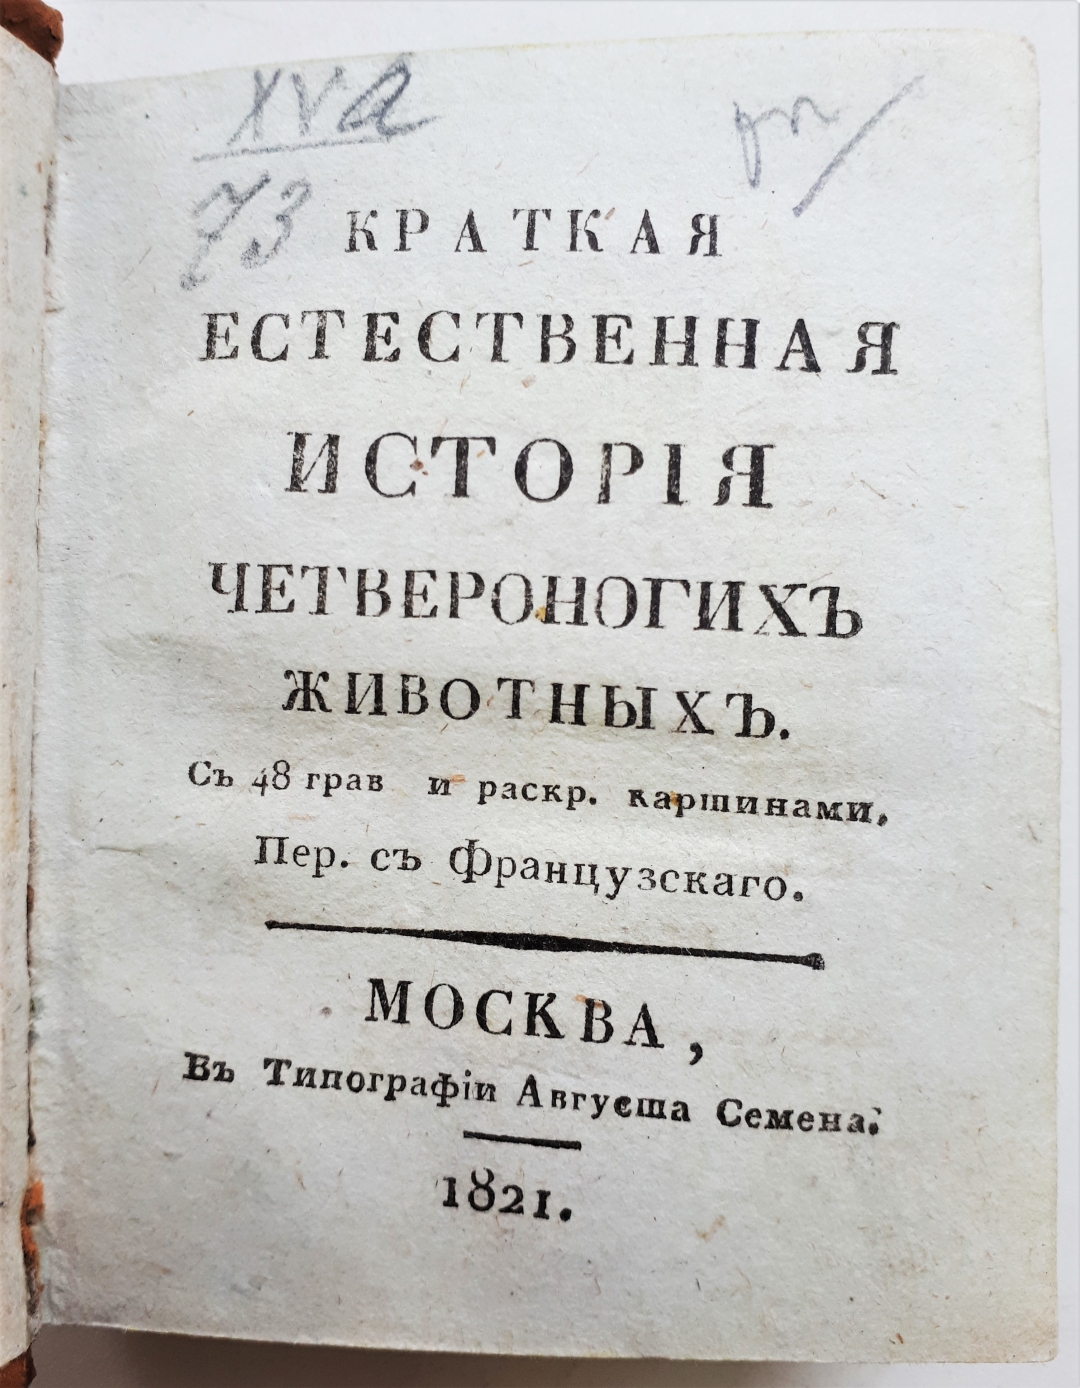 XVa
73
КРАТКАЯ
ЕСТЕСТВЕННАЯ
ИСТОРІЯ
ЧЕТВЕРОНОГИХЪ
ЖИВОТНЫХЪ.
Съ 48 грав и раскр. картинами.
Пер. съ Французскаго.
МОСКВА,
Въ Типографіи Августа Семена.
1821.